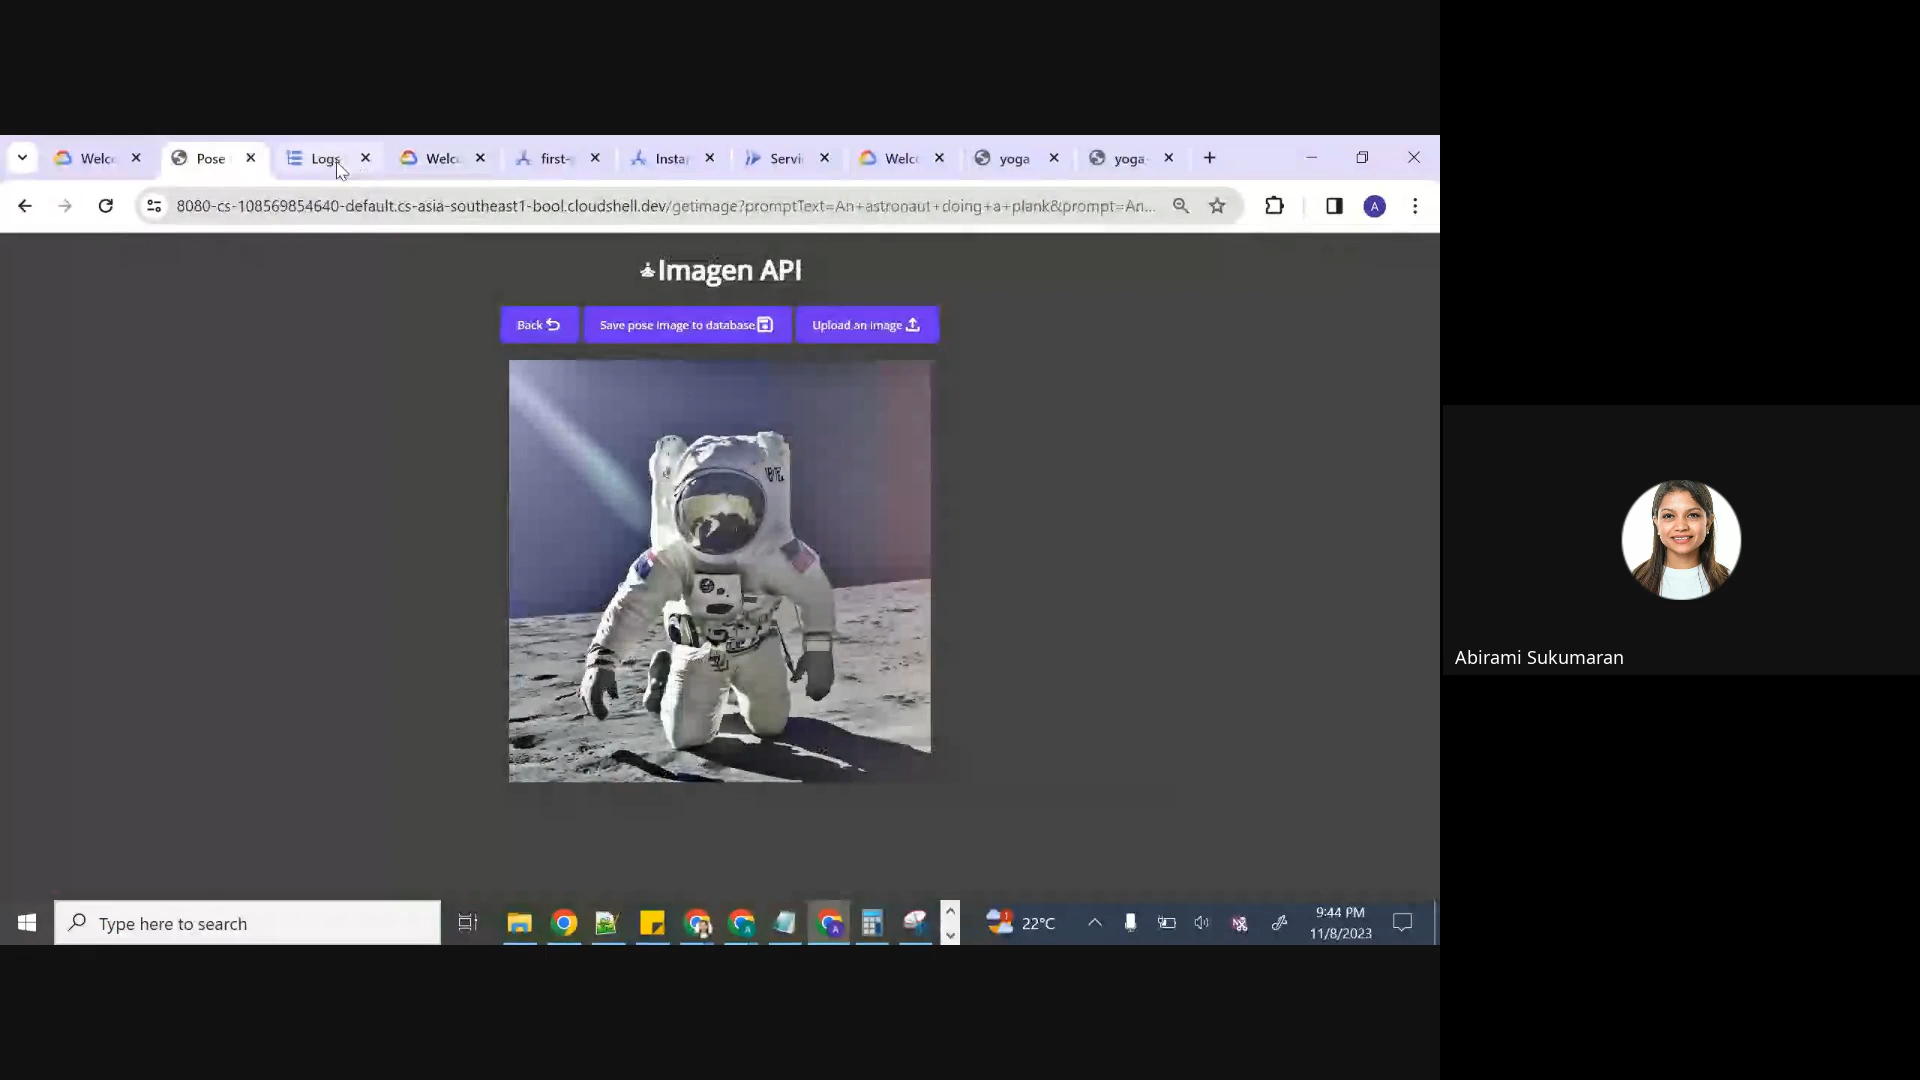 Welc
Pose
Logs
Welc
first-
Insta
Servi
Welc
yoga
yoga
8080-cs-108569854640-default.cs-asia-southeast1-bool.cloudshell.dev/getimage?promptText=An+astronaut+doing+a+plank&prompt=An...
A
Imagen API
Back
Save pose image to database
Upload an image
Abirami Sukumaran
Type here to search
1
22°C
9:44 PM
11/8/2023